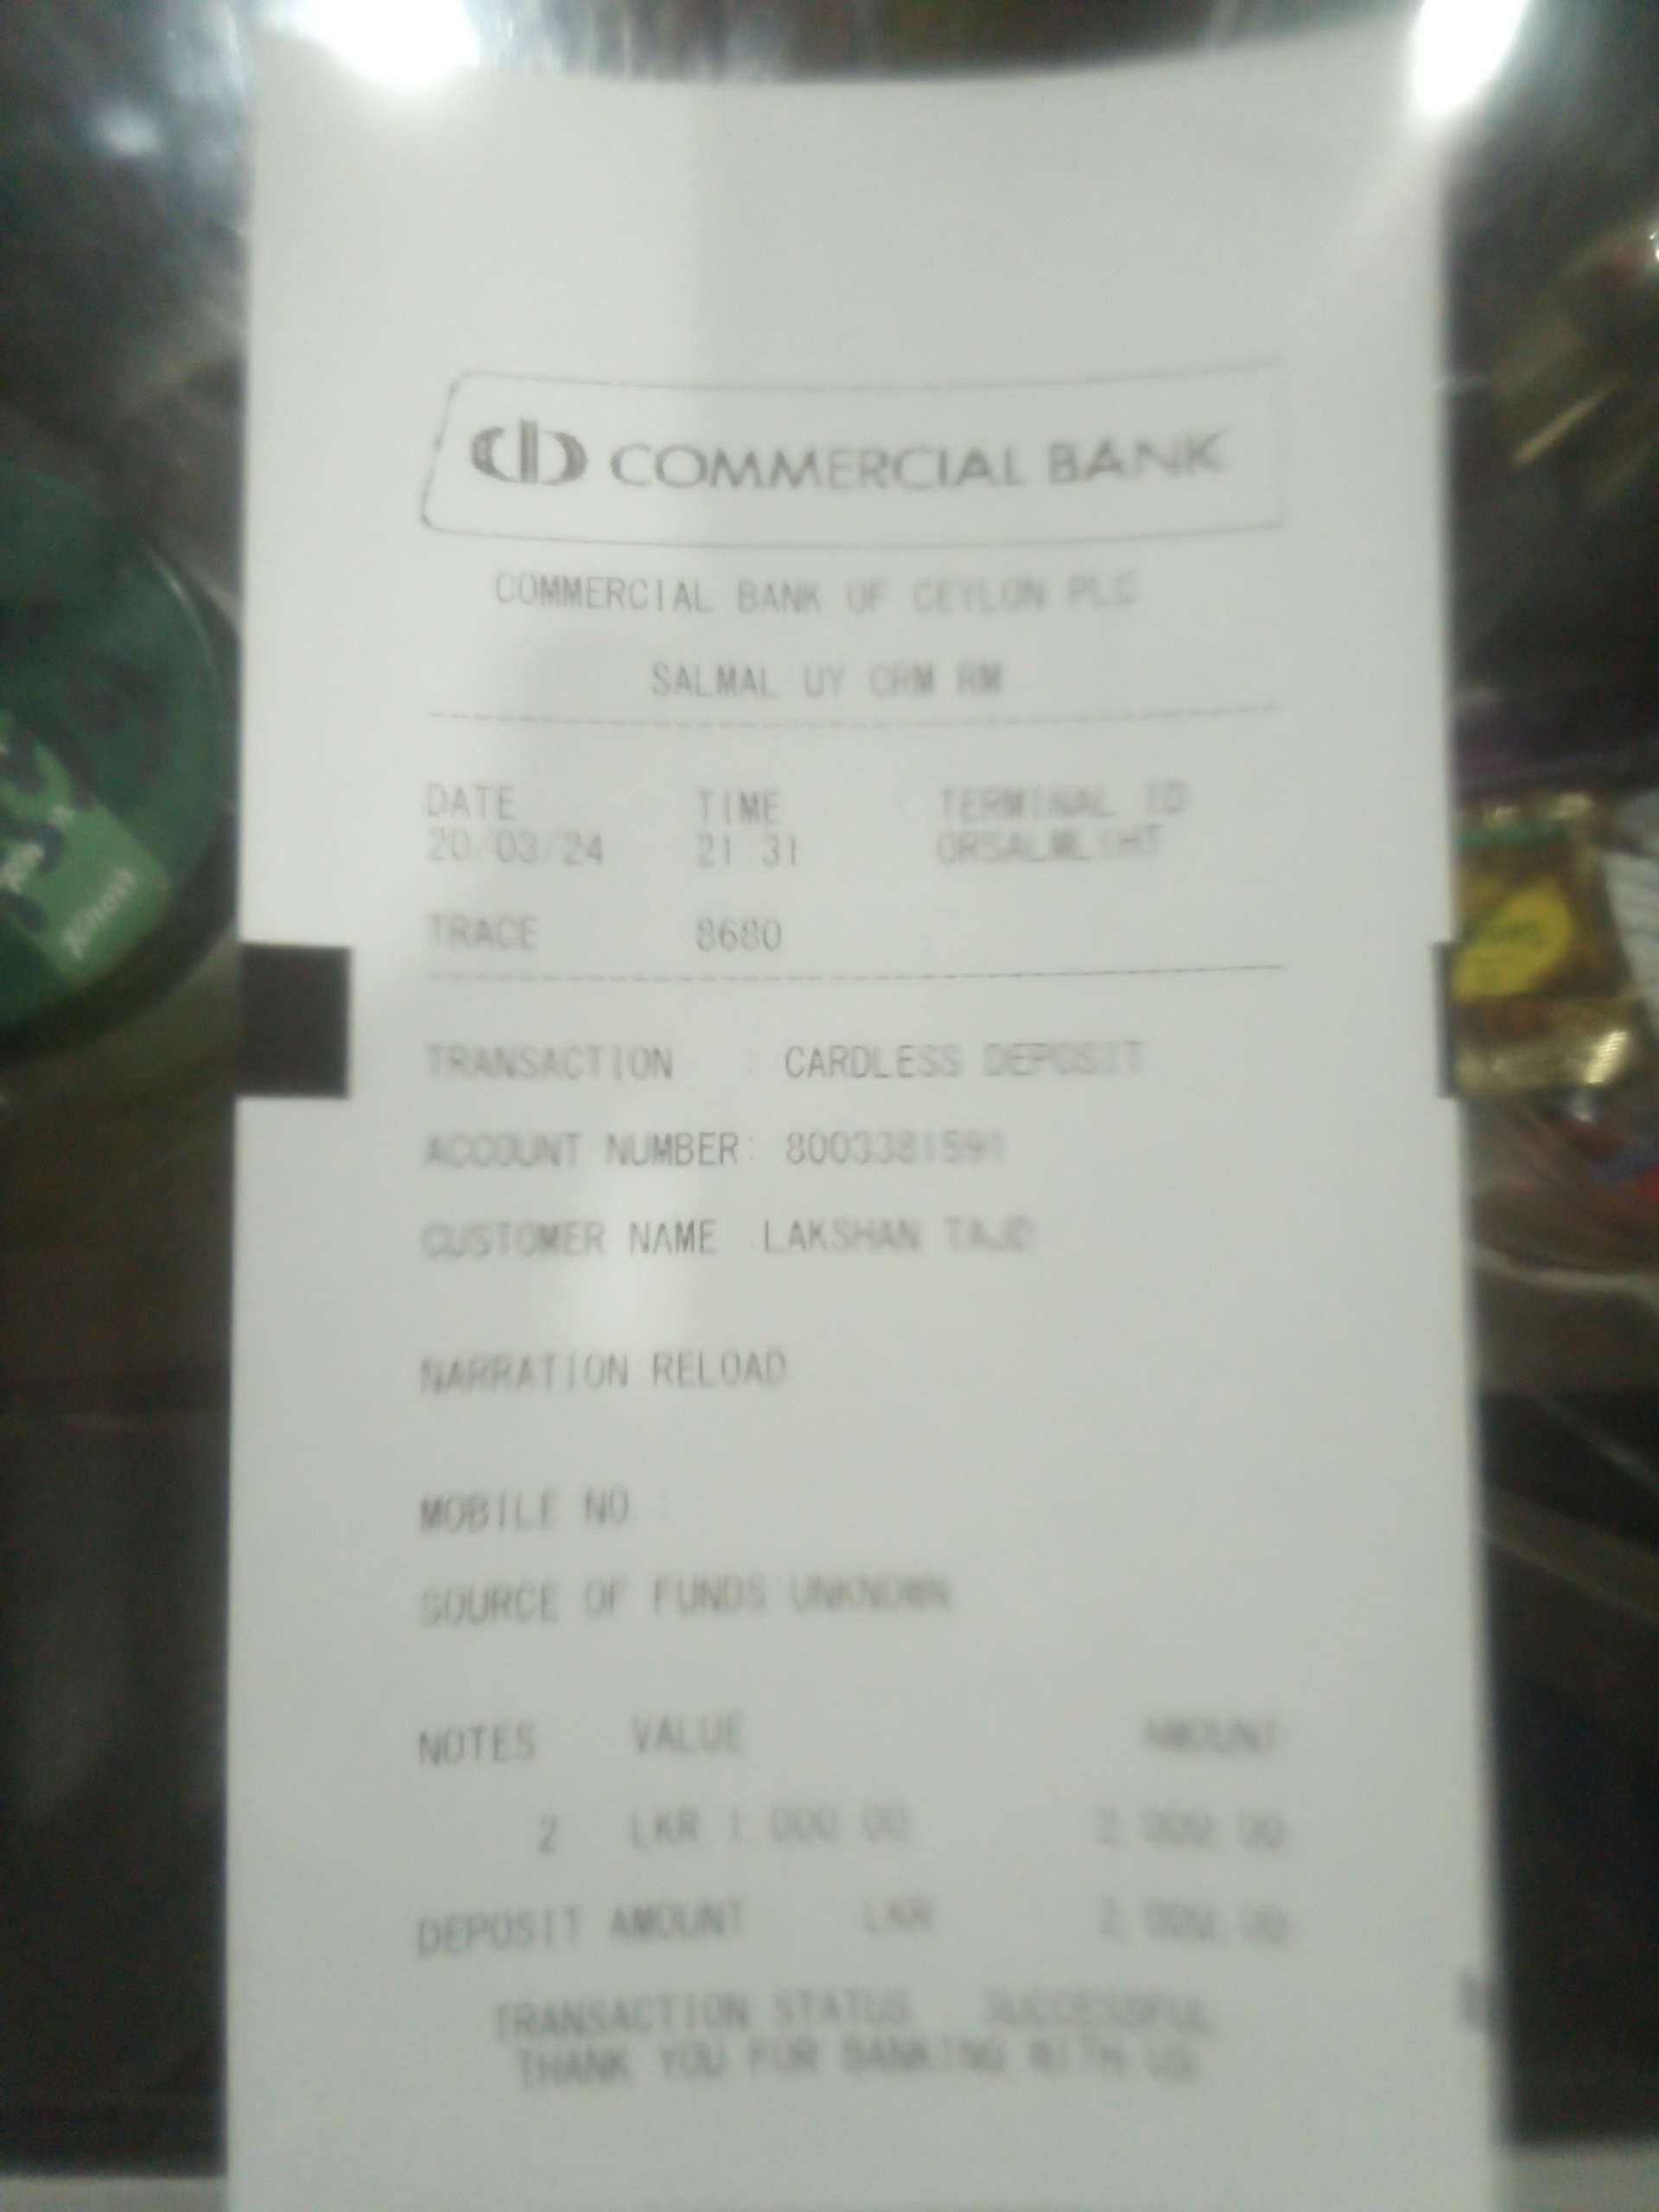 COMMERCIAL BANK
COMMERCIAL BANK OF CEYLON PLC
SALMAL UY CRM RM
DATE TIME TERMINAL ID
20/03/24 21:31
TRACE 8680
TRANSACTION : CARDLESS DEPOSIT
ACCOUNT NUMBER: 8003381591
CUSTOMER NAME :LAKSHAN TAJD
NARRATION RELOAD
MOBILE NO :
SOURCE OF FUNDS UNKNOWN
NOTES VALUE AMOUNT
2 LKR 1,000.00 2,000.00
DEPOSIT AMOUNT LKR 2,000.00
TRANSACTION STATUS SUCCESSFUL
THANK YOU FOR BANKING WITH US